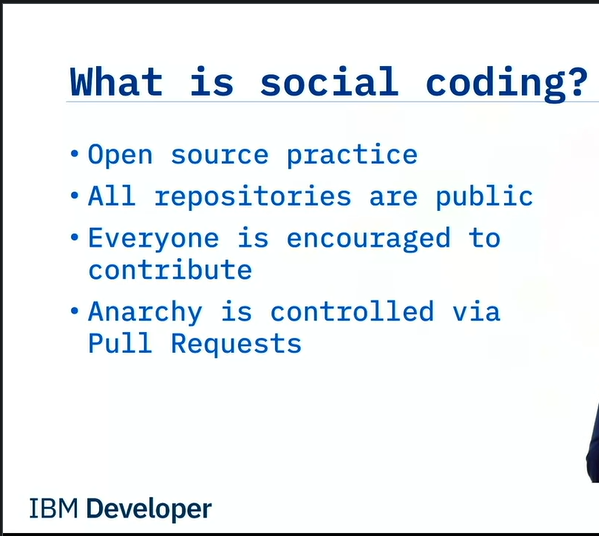 What is social coding?
• Open source practice
• All repositories are public
• Everyone is encouraged to
contribute
• Anarchy is controlled via
Pull Requests
IBM Developer